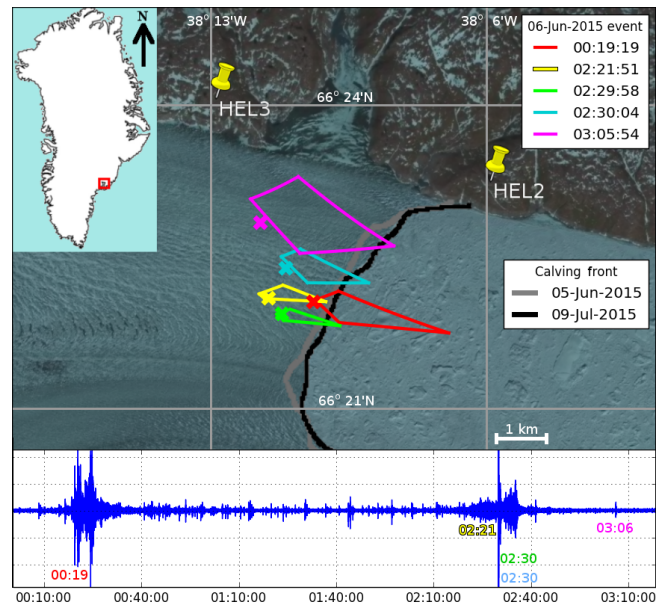 N
38° 13'W
38° 6'W
06-Jun-2015 event
00:19:19
02:21:51
02:29:58
02:30:04
03:05:54
66° 24'N
HEL3
HEL2
Calving front
05-Jun-2015
09-Jul-2015
66° 21'N
1 km
02:21
03:06
02:30
00:19
02:30
00:10:00
00:40:00
01:10:00
01:40:00
02:10:00
02:40:00
03:10:00